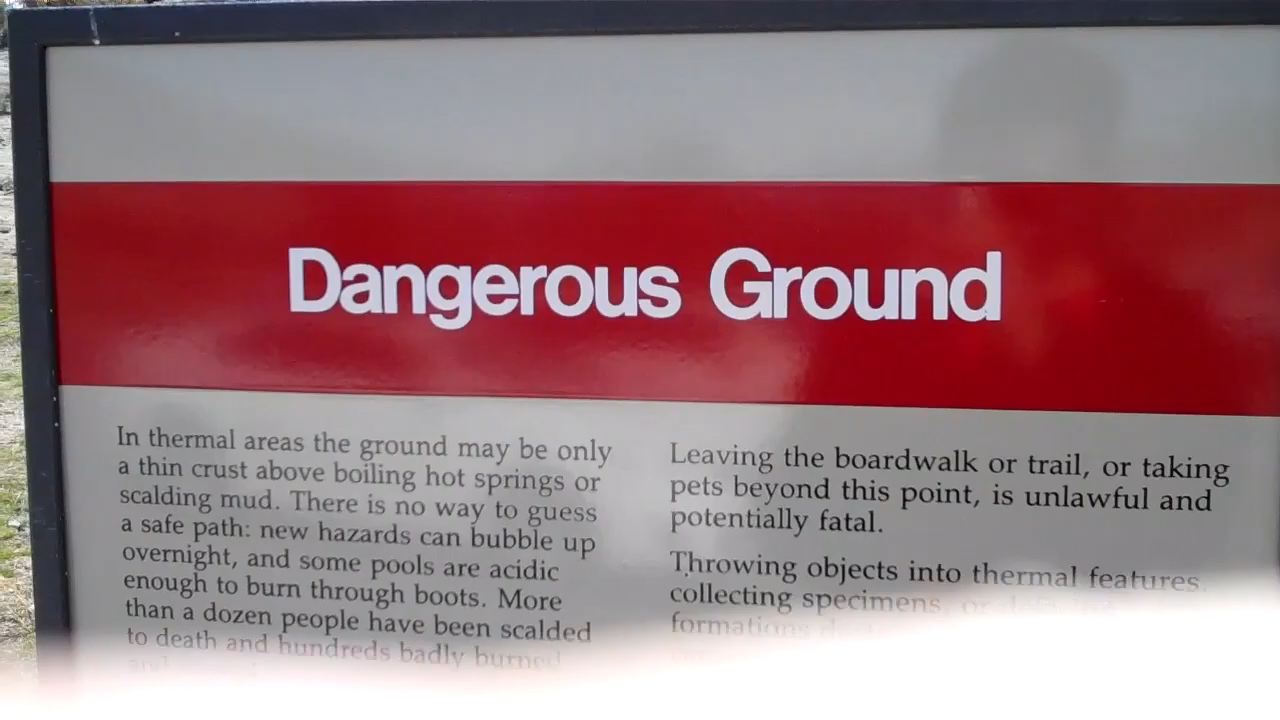 Dangerous Ground
In thermal areas the ground may be only
a thin crust above boiling hot springs or
scalding mud. There is no way to guess
a safe path: new hazards can bubble up
overnight, and some pools are acidic
enough to burn through boots. More
than a dozen people have been scalded
to death and hundreds badly burned
Leaving the boardwalk or trail, or taking
pets beyond this point, is unlawful and
potentially fatal.
Throwing objects into thermal features,
collecting specimens, or
formations